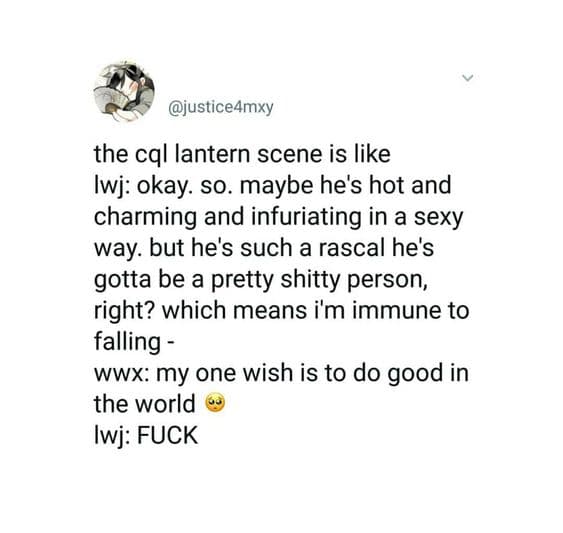 @justice4mxy
the cql lantern scene is like
lwj: okay. so. maybe he's hot and
charming and infuriating in a sexy
way. but he's such a rascal he's
gotta be a pretty shitty person,
right? which means i'm immune to
falling -
wwx: my one wish is to do good in
the world 🥺
lwj: FUCK